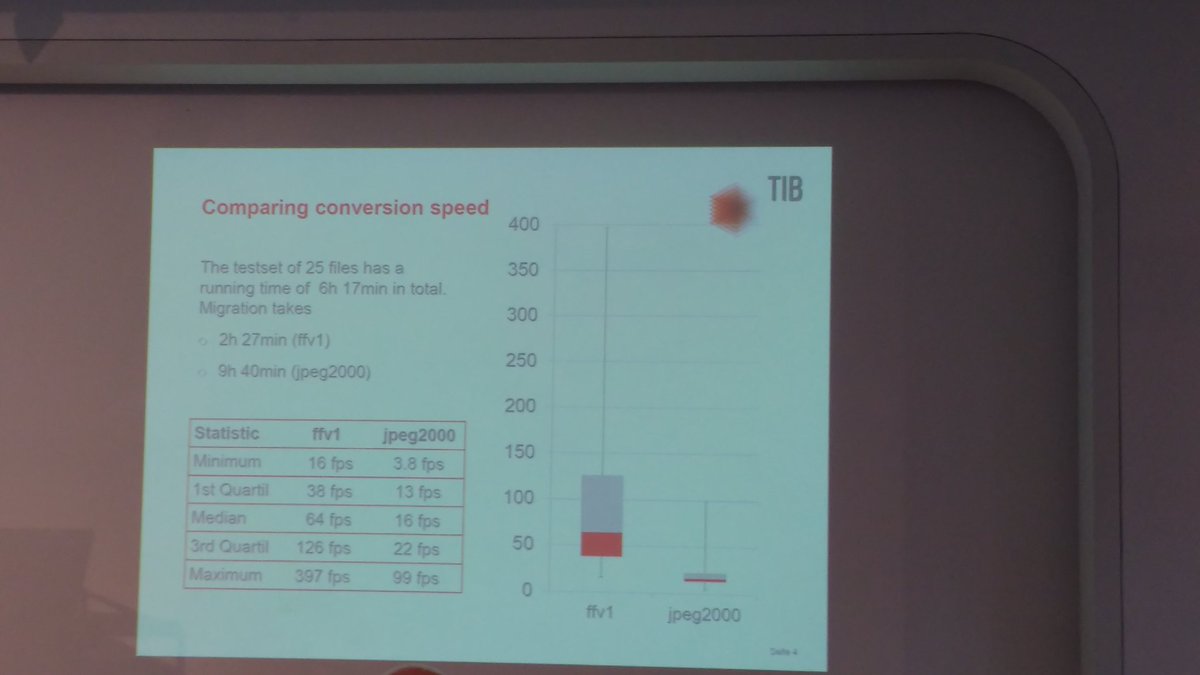 TIB
Comparing conversion speed
The testset of 25 files has a
running time of 6h 17min in total.
Migration takes
2h 27min (ffv1)
9h 40min (jpeg2000)
Statistic ffv1 jpeg2000
Minimum 16 fps 3.8 fps
1st Quartil 38 fps 13 fps
Median 64 fps 16 fps
3rd Quartil 126 fps 22 fps
Maximum 397 fps 99 fps
400
350
300
250
200
150
100
50
0
ffv1 jpeg2000
Seite 4